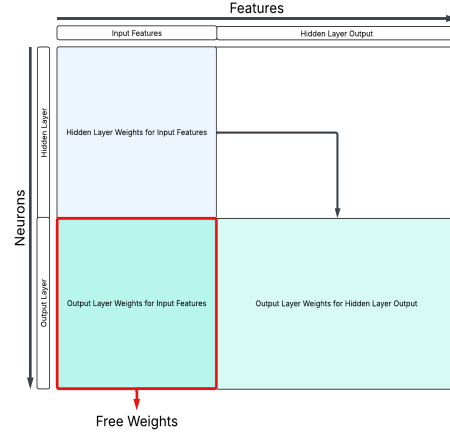 Features
Input Features
Hidden Layer Output
Neurons
Hidden Layer
Hidden Layer Weights for Input Features
Output Layer
Output Layer Weights for Input Features
Output Layer Weights for Hidden Layer Output
Free Weights